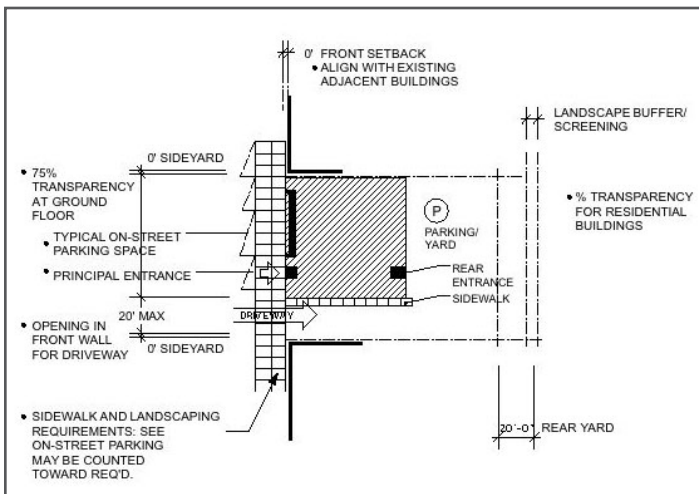 0' FRONT SETBACK
• ALIGN WITH EXISTING
ADJACENT BUILDINGS
LANDSCAPE BUFFER/
SCREENING
0' SIDEYARD
• 75%
TRANSPARENCY
AT GROUND
FLOOR
• % TRANSPARENCY
FOR RESIDENTIAL
BUILDINGS
P
PARKING/
YARD
• TYPICAL ON-STREET
PARKING SPACE
• PRINCIPAL ENTRANCE
REAR
ENTRANCE
SIDEWALK
20' MAX
DRIVEWAY
• OPENING IN
FRONT WALL
FOR DRIVEWAY
0' SIDEYARD
• SIDEWALK AND LANDSCAPING
REQUIREMENTS: SEE
ON-STREET PARKING
MAY BE COUNTED
TOWARD REQ'D.
20'-0" REAR YARD